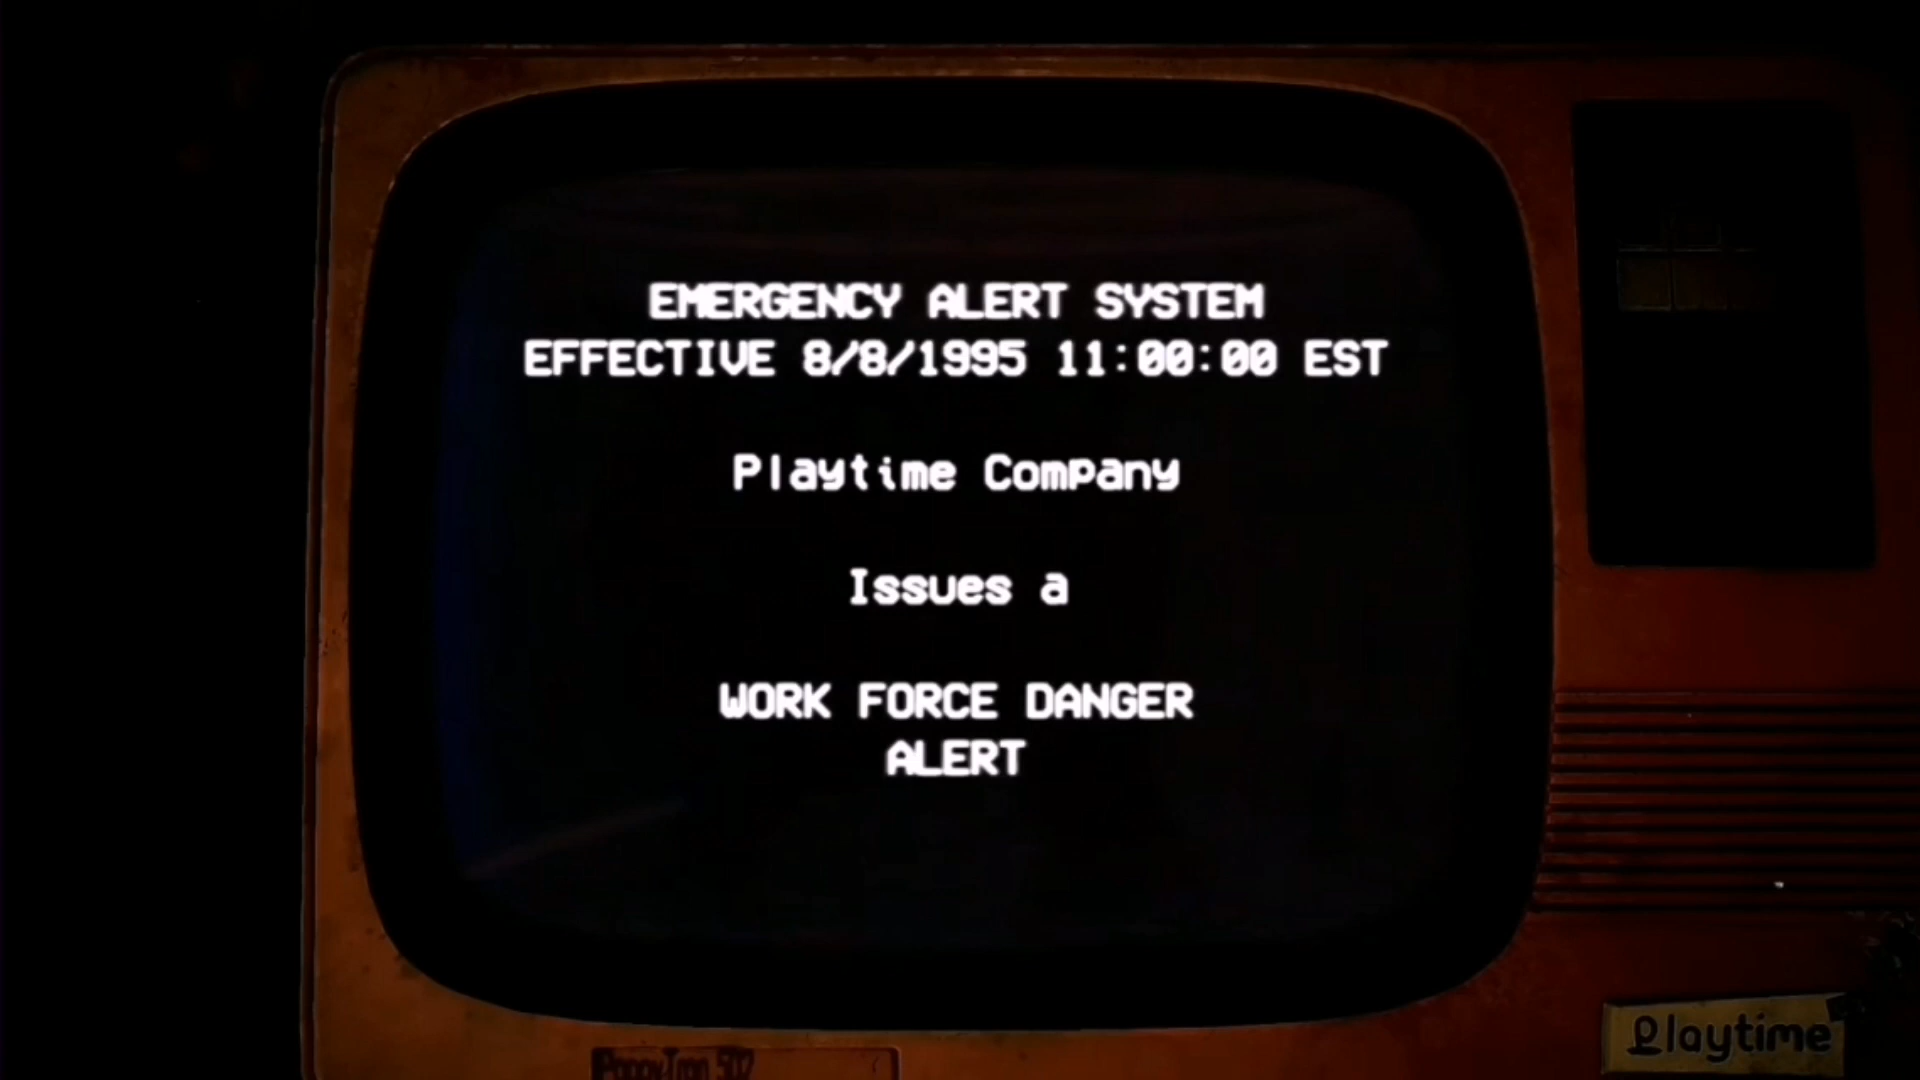 EMERGENCY ALERT SYSTEM
EFFECTIVE 8/8/1995 11:00:00 EST
Playtime Company
Issues a
WORK FORCE DANGER
ALERT
Playtime